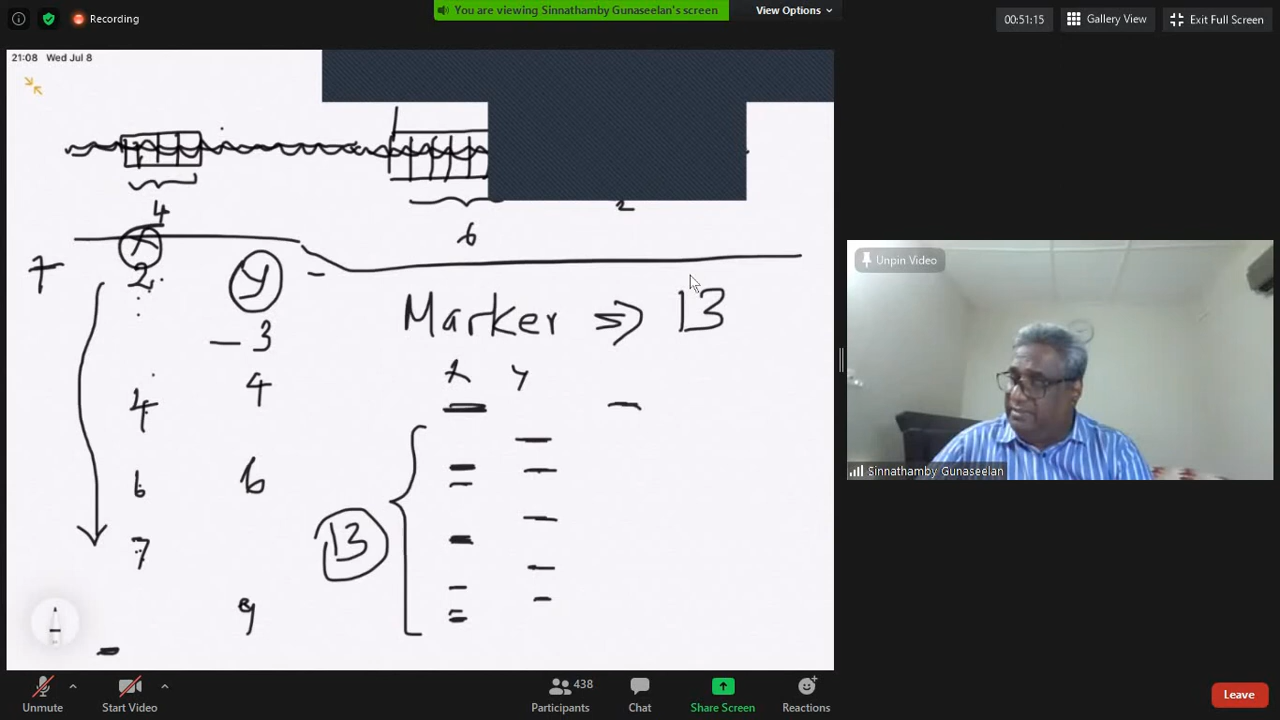 Recording
You are viewing Sinnathamby Gunaseelan's screen
View Options
00:51:15
Gallery View
Exit Full Screen
21:08 Wed Jul 8
4
6
2
X
+ 2 y -
- 3
4 4
6 6
7
9
Marker ⇒ 13
x y
13
Unpin Video
Sinnathamby Gunaseelan
Unmute
Start Video
438
Participants
Chat
Share Screen
Reactions
Leave